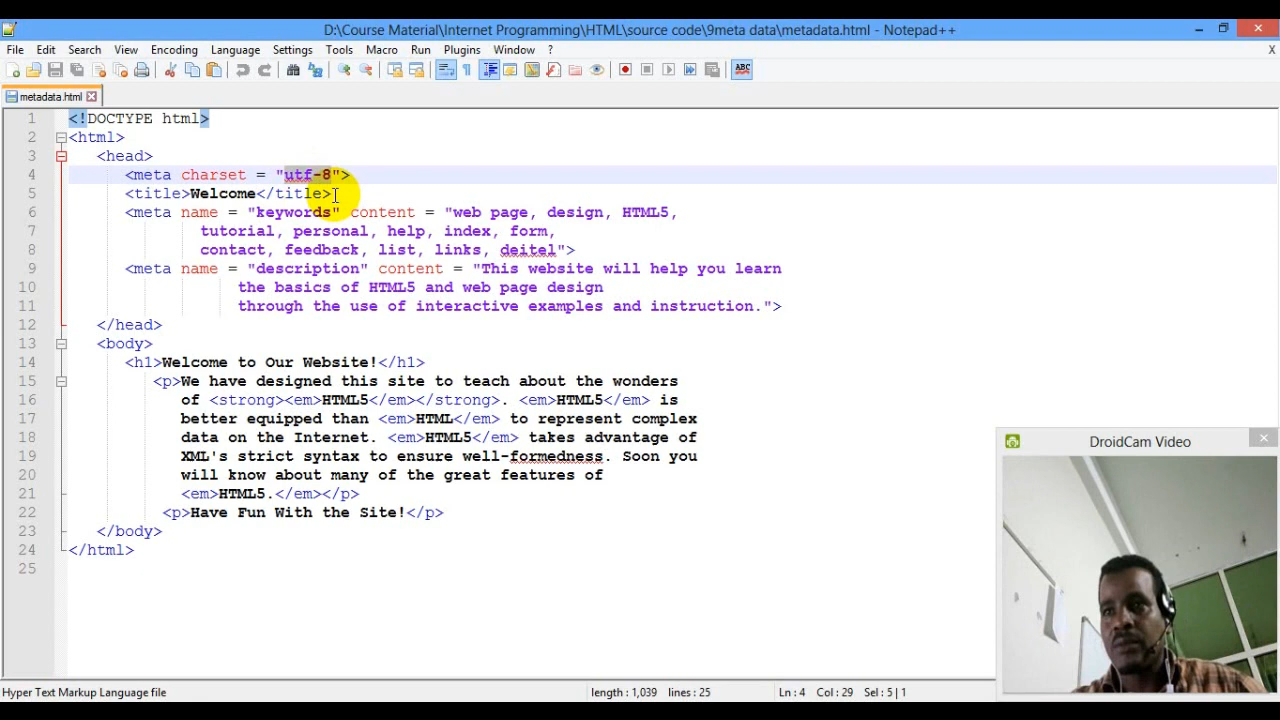 D:\Course Material\Internet Programming\HTML\source code\9meta data\metadata.html - Notepad++
File Edit Search View Encoding Language Settings Tools Macro Run Plugins Window ? X
ABC
metadata.html
1 <!DOCTYPE html>
2 <html>
3 <head>
4 <meta charset = "utf-8">
5 <title>Welcome</title>
6 <meta name = "keywords" content = "web page, design, HTML5,
7 tutorial, personal, help, index, form,
8 contact, feedback, list, links, deitel">
9 <meta name = "description" content = "This website will help you learn
10 the basics of HTML5 and web page design
11 through the use of interactive examples and instruction.">
12 </head>
13 <body>
14 <h1>Welcome to Our Website!</h1>
15 <p>We have designed this site to teach about the wonders
16 of <strong><em>HTML5</em></strong>. <em>HTML5</em> is
17 better equipped than <em>HTML</em> to represent complex
18 data on the Internet. <em>HTML5</em> takes advantage of
19 XML's strict syntax to ensure well-formedness. Soon you
20 will know about many of the great features of
21 <em>HTML5.</em></p>
22 <p>Have Fun With the Site!</p>
23 </body>
24 </html>
25
DroidCam Video
Hyper Text Markup Language file length : 1,039 lines : 25 Ln : 4 Col : 29 Sel : 5 | 1